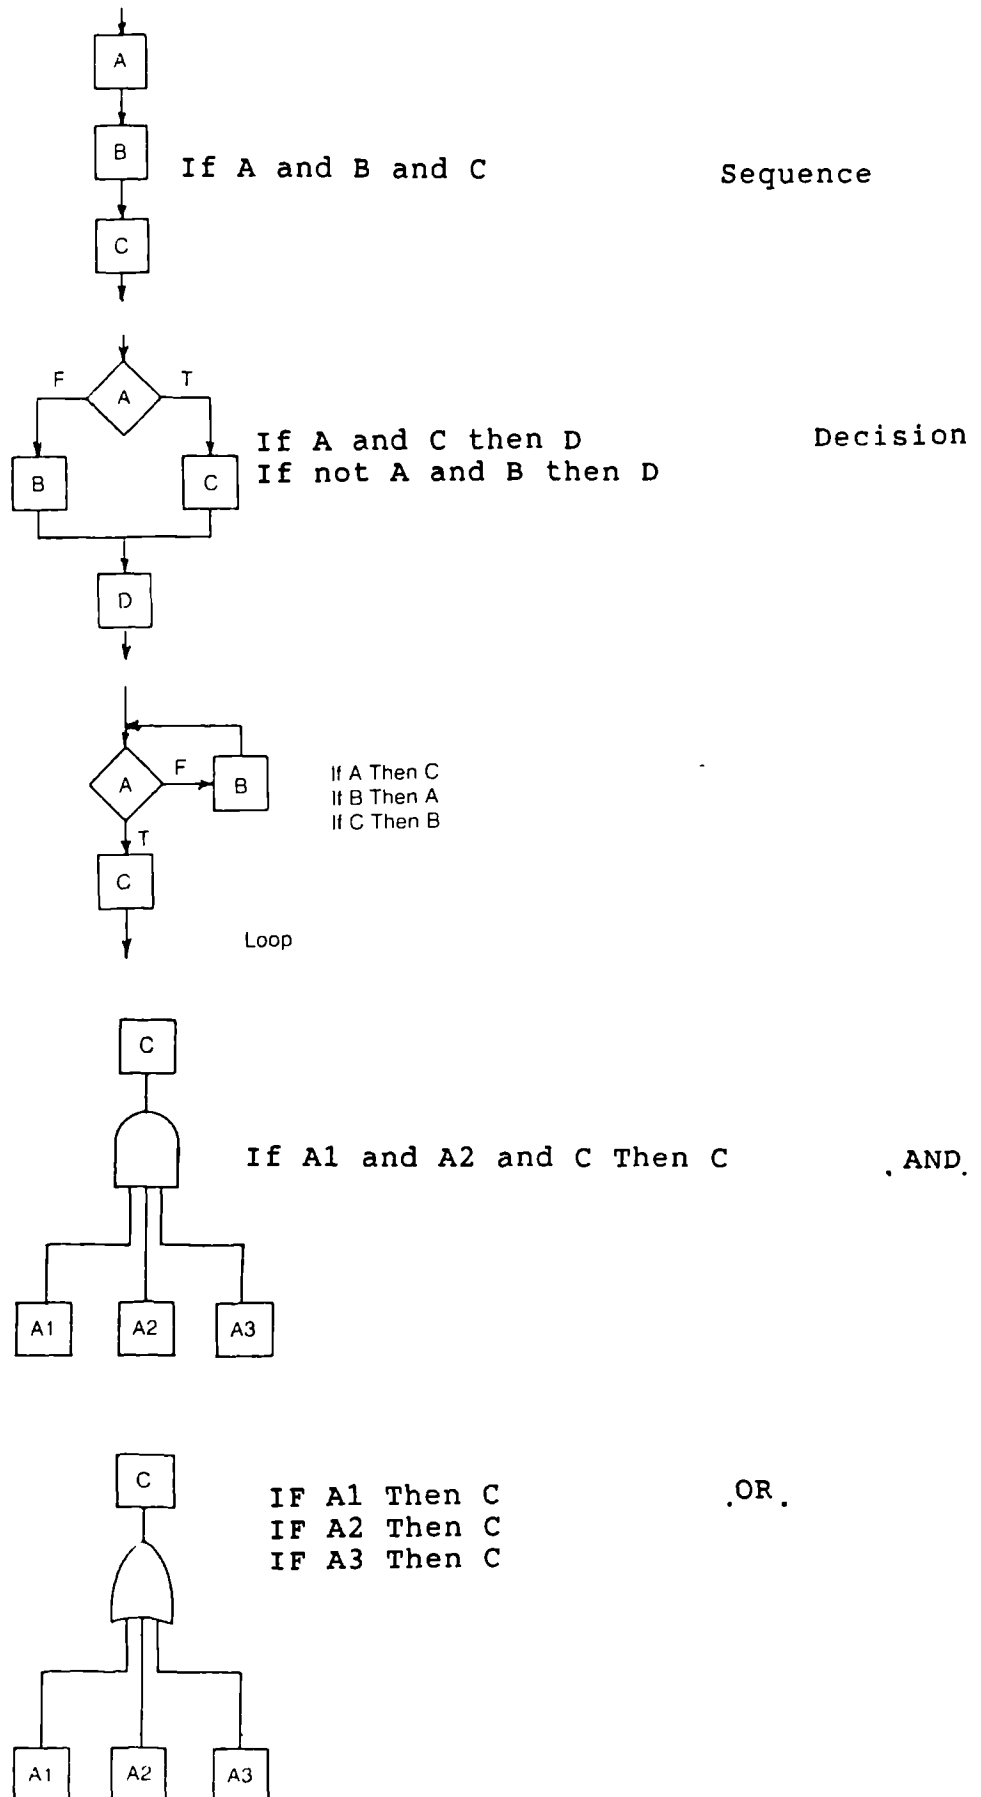 A
B
If A and B and C
Sequence
C
F
T
A
If A and C then D
Decision
If not A and B then D
B
C
D
F
A
B
If A Then C
If B Then A
If C Then B
T
C
Loop
C
If A1 and A2 and C Then C
.AND.
A1
A2
A3
C
IF A1 Then C
.OR.
IF A2 Then C
IF A3 Then C
A1
A2
A3